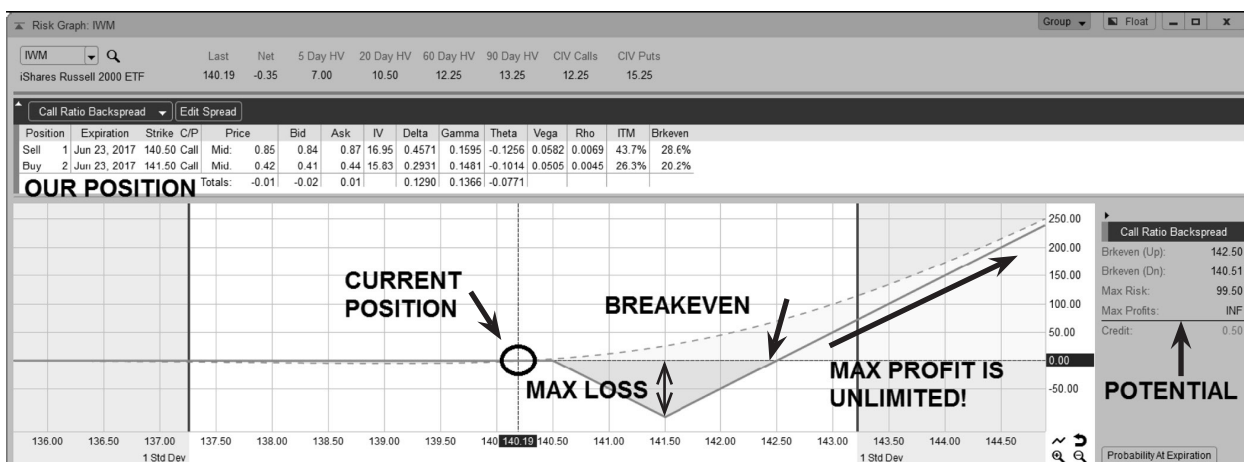 Risk Graph: IWM
Group
Float
X
IWM
Last Net 5 Day HV 20 Day HV 60 Day HV 90 Day HV CIV Calls CIV Puts
iShares Russell 2000 ETF 140.19 -0.35 7.00 10.50 12.25 13.25 12.25 15.25
Call Ratio Backspread Edit Spread
Position Expiration Strike C/P Price Bid Ask IV Delta Gamma Theta Vega Rho ITM Brkeven
Sell 1 Jun 23, 2017 140.50 Call Mid: 0.85 0.84 0.87 16.95 0.4571 0.1595 -0.1256 0.0582 0.0069 43.7% 28.6%
Buy 2 Jun 23, 2017 141.50 Call Mid. 0.42 0.41 0.44 15.83 0.2931 0.1481 -0.1014 0.0505 0.0045 26.3% 20.2%
OUR POSITION
Totals: -0.01 -0.02 0.01 0.1290 0.1366 -0.0771
CURRENT
POSITION
BREAKEVEN
MAX LOSS
MAX PROFIT IS
UNLIMITED!
250.00
200.00
150.00
100.00
50.00
0.00
-50.00
136.00 136.50 137.00 137.50 138.00 138.50 139.00 139.50 140 140.19 140.50 141.00 141.50 142.00 142.50 143.00 143.50 144.00 144.50
1 Std Dev 1 Std Dev
Call Ratio Backspread
Brkeven (Up): 142.50
Brkeven (Dn): 140.51
Max Risk: 99.50
Max Profits: INF
Credit: 0.50
POTENTIAL
Probability At Expiration